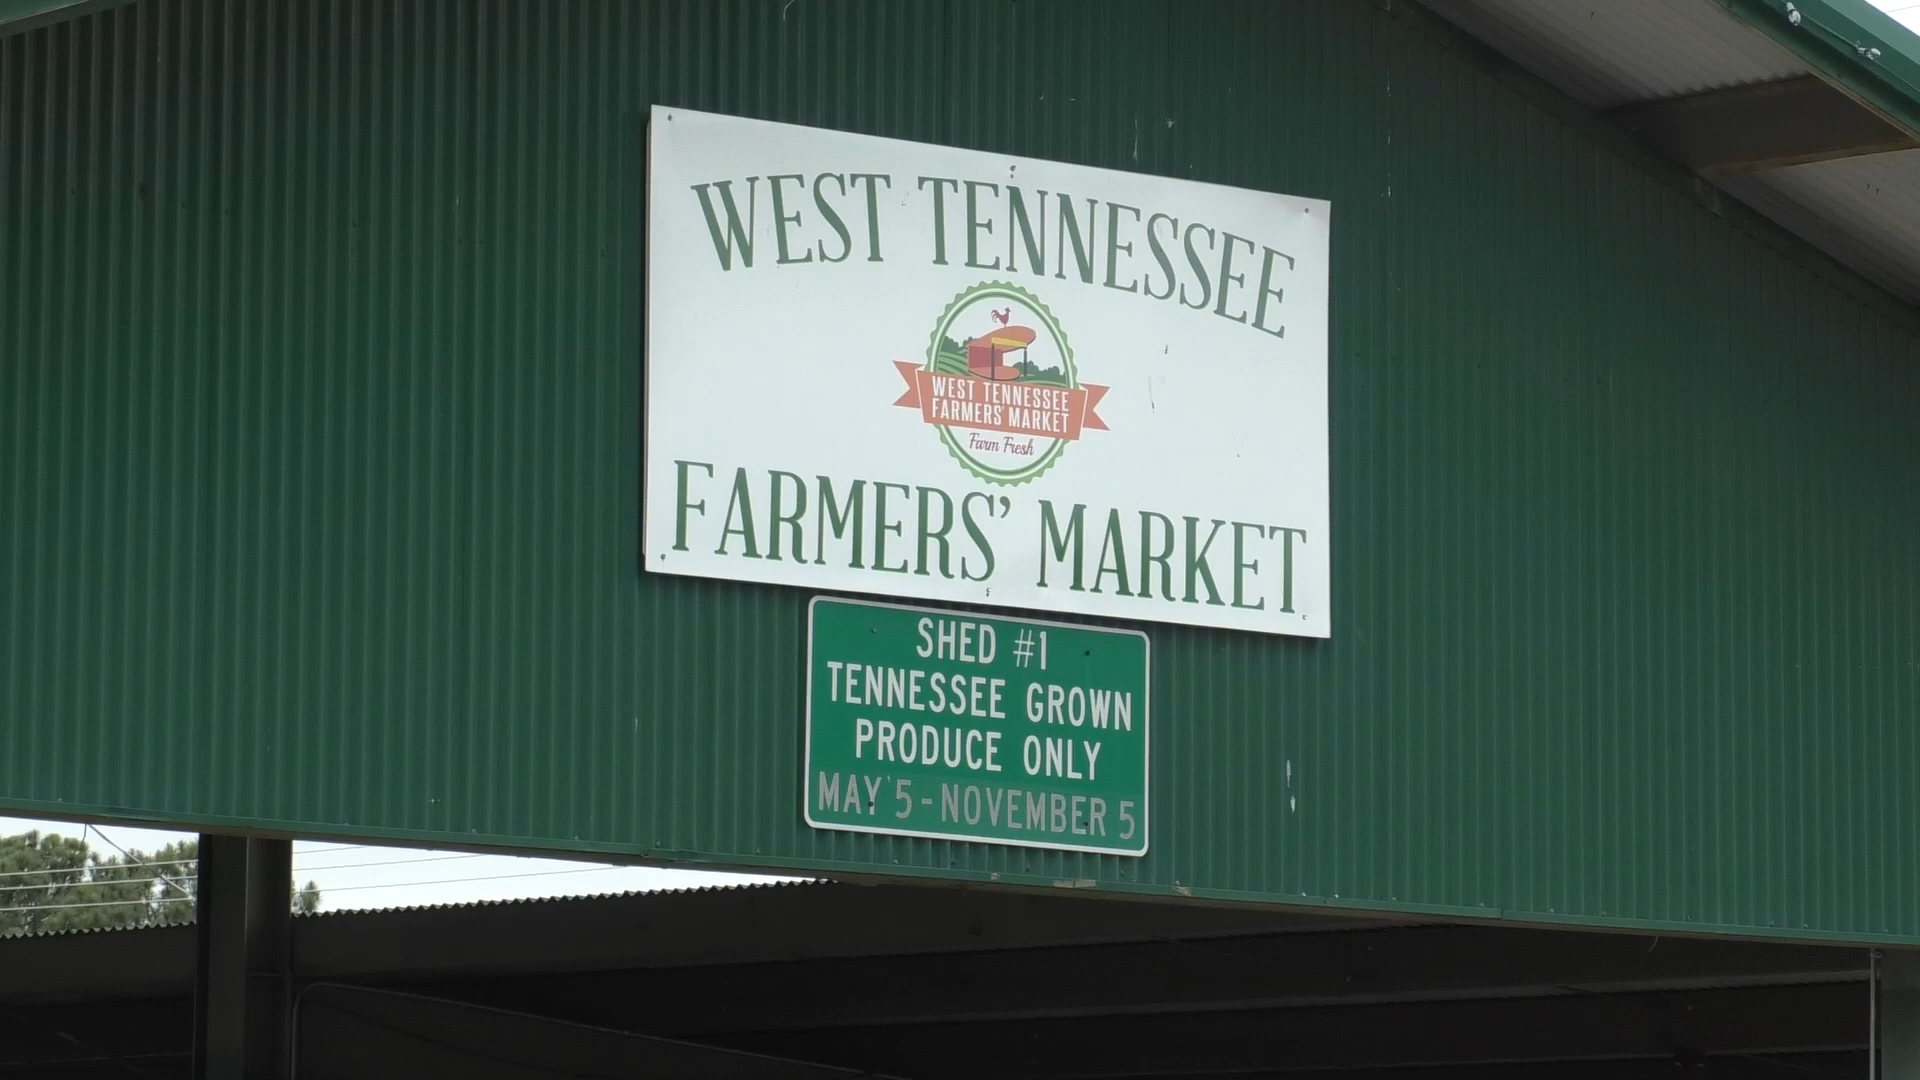 WEST TENNESSEE
WEST TENNESSEE
FARMERS' MARKET
Farm Fresh
FARMERS' MARKET
SHED #1
TENNESSEE GROWN
PRODUCE ONLY
MAY 5 - NOVEMBER 5